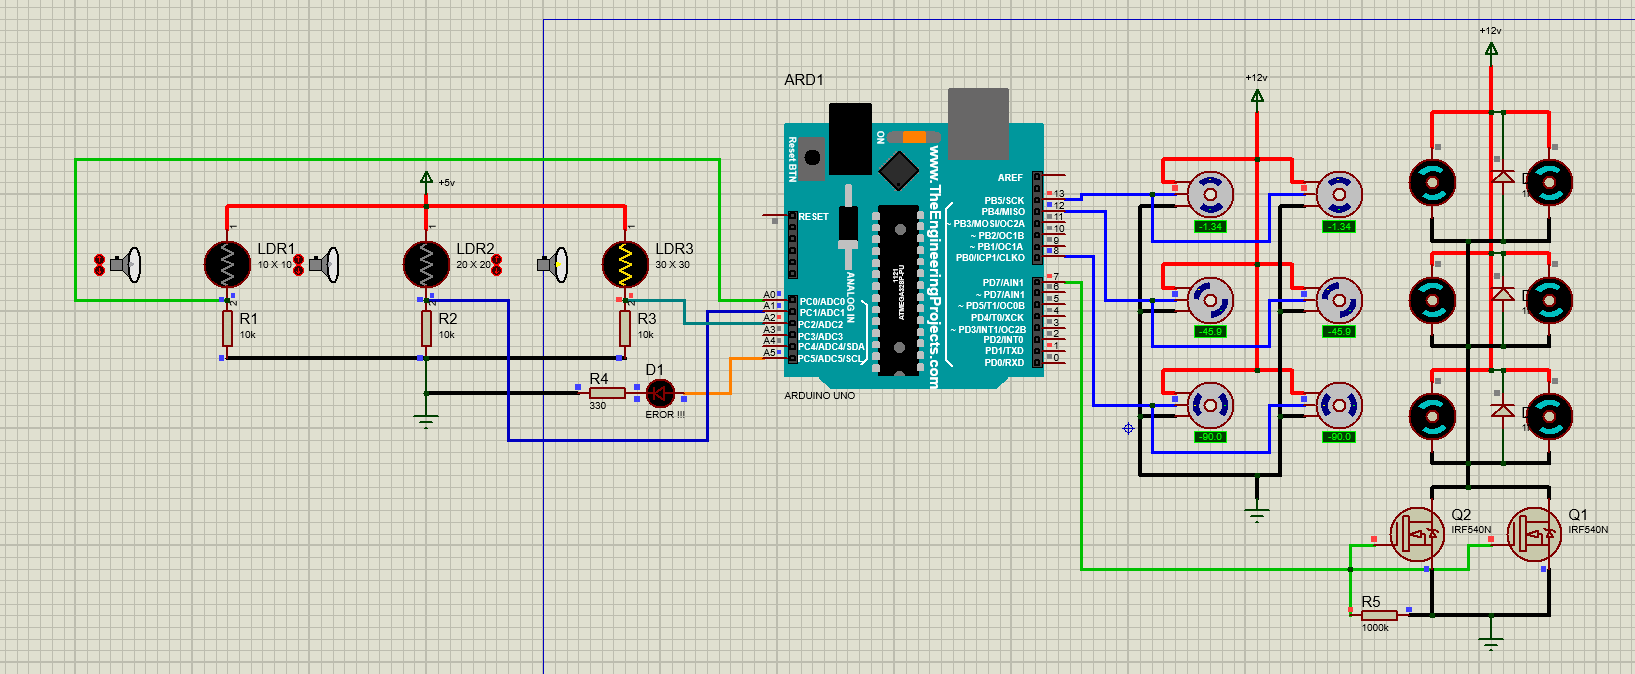 +12v
ARD1
+12v
ON
Reset BTN
www.TheEngineeringProjects.com
+5v
LDR1
10 X 10
LDR2
20 X 20
LDR3
30 X 30
1
1
1
2
2
2
R1
10k
R2
10k
R3
10k
R4
330
D1
EROR !!!
RESET
A0
A1
A2
A3
A4
A5
PC0/ADC0
PC1/ADC1
PC2/ADC2
PC3/ADC3
PC4/ADC4/SDA
PC5/ADC5/SCL
ANALOG IN
1121
ARDUINO UNO
AREF
PB5/SCK
PB4/MISO
~ PB3/MOSI/OC2A
~ PB2/OC1B
~ PB1/OC1A
PB0/ICP1/CLKO
13
12
11
10
9
8
PD7/AIN1
~ PD7/AIN1
~ PD5/T1/OC0B
PD4/T0/XCK
~ PD3/INT1/OC2B
PD2/INT0
PD1/TXD
PD0/RXD
7
6
5
4
3
2
1
0
-1.34
-1.34
-45.9
-45.9
-90.0
-90.0
Q2
IRF540N
Q1
IRF540N
R5
1000k